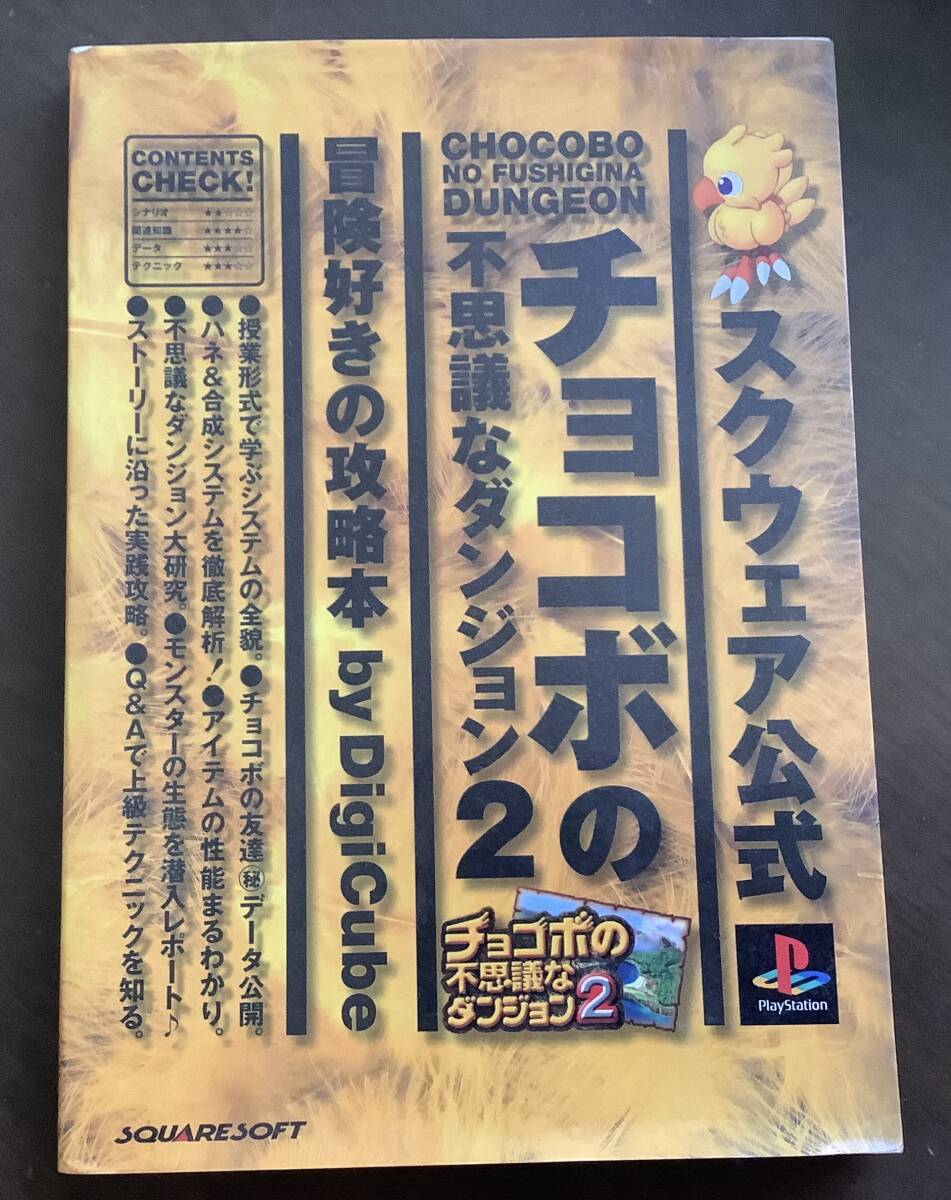 スクウェア公式
PlayStation
CHOCOBO
NO FUSHIGINA
DUNGEON
チョコボの
不思議なダンジョン2
チョコボの
不思議な
ダンジョン2
冒険好きの攻略本 by DigiCube
CONTENTS
CHECK!
シナリオ ★★☆☆☆
関連知識 ★★★★☆
データ ★★★☆☆
テクニック ★★★☆☆
●授業形式で学ぶシステムの全貌。●チョコボの友達㊙データ公開。
●ハネ&合成システムを徹底解析!●アイテムの性能まるわかり。
●不思議なダンジョン大研究。●モンスターの生態を潜入レポート♪
●ストーリーに沿った実践攻略。●Q&Aで上級テクニックを知る。
SQUARESOFT